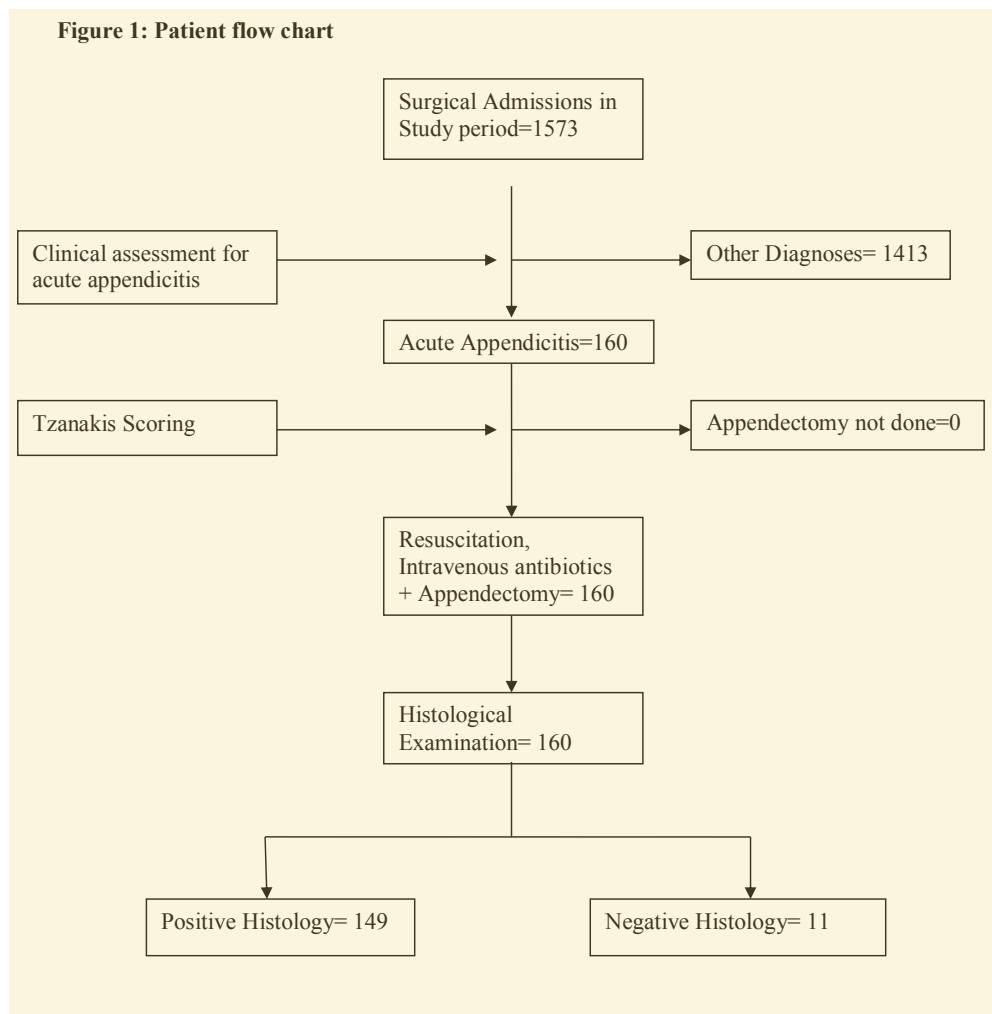 Figure 1: Patient flow chart
Surgical Admissions in
Study period=1573
Clinical assessment for
acute appendicitis
Other Diagnoses= 1413
Acute Appendicitis=160
Tzanakis Scoring
Appendectomy not done=0
Resuscitation,
Intravenous antibiotics
+ Appendectomy= 160
Histological
Examination= 160
Positive Histology= 149
Negative Histology= 11